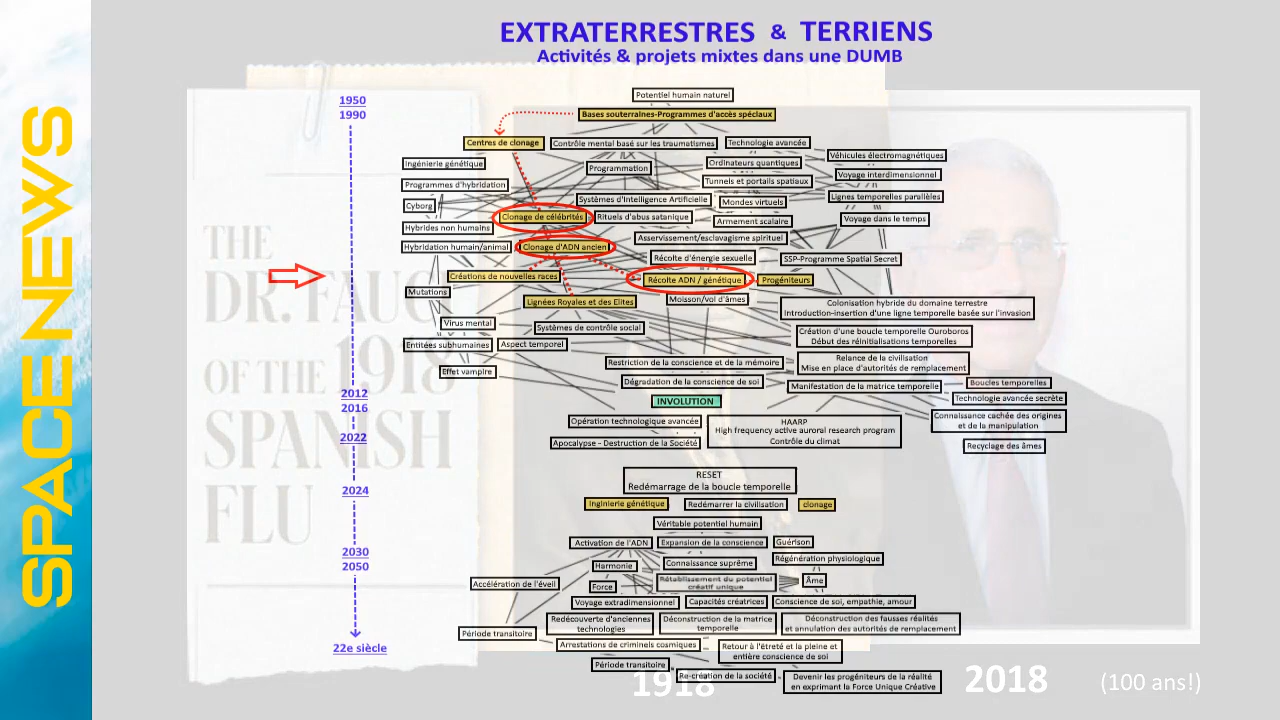 SPACE NEWS
EXTRATERRESTRES & TERRIENS
Activités & projets mixtes dans une DUMB
1950
1990
2012
2016
2022
2024
2030
2050
22e siècle
Potentiel humain naturel
Bases souterraines-Programmes d'accès spéciaux
Centres de clonage
Contrôle mental basé sur les traumatismes
Technologie avancée
Ingénierie génétique
Programmation
Ordinateurs quantiques
Véhicules électromagnétiques
Programmes d'hybridation
Tunnels et portails spatiaux
Voyage interdimensionnel
Cyborg
Systèmes d'Intelligence Artificielle
Mondes virtuels
Lignes temporelles parallèles
Clonage de célébrités
Rituels d'abus satanique
Armement scalaire
Voyage dans le temps
Hybrides non humains
Asservissement/esclavagisme spirituel
Hybridation humain/animal
Clonage d'ADN ancien
Récolte d'énergie sexuelle
SSP-Programme Spatial Secret
Créations de nouvelles races
Récolte ADN / génétique
Progéniteurs
Mutations
Lignées Royales et des Elites
Moisson/vol d'âmes
Colonisation hybride du domaine terrestre
Introduction-insertion d'une ligne temporelle basée sur l'invasion
Virus mental
Systèmes de contrôle social
Création d'une boucle temporelle Ouroboros
Début des réinitialisations temporelles
Entitées subhumaines
Aspect temporel
Restriction de la conscience et de la mémoire
Relance de la civilisation
Mise en place d'autorités de remplacement
Effet vampire
Dégradation de la conscience de soi
Manifestation de la matrice temporelle
Boucles temporelles
INVOLUTION
Technologie avancée secrète
Opération technologique avancée
HAARP
High frequency active auroral research program
Contrôle du climat
Connaissance cachée des origines
et de la manipulation
Apocalypse - Destruction de la Société
Recyclage des âmes
RESET
Redémarrage de la boucle temporelle
Inginierie génétique
Redémarrer la civilisation
clonage
Véritable potentiel humain
Activation de l'ADN
Expansion de la conscience
Guérison
Harmonie
Connaissance suprême
Régénération physiologique
Accélération de l'éveil
Force
Rétablissement du potentiel
créatif unique
Âme
Voyage extradimensionnel
Capacités créatrices
Conscience de soi, empathie, amour
Redécouverte d'anciennes
technologies
Déconstruction de la matrice
temporelle
Déconstruction des fausses réalités
et annulation des autorités de remplacement
Période transitoire
Arrestations de criminels cosmiques
Retour à l'êtreté et la pleine et
entière conscience de soi
Période transitoire
Re-création de la société
Devenir les progéniteurs de la réalité
en exprimant la Force Unique Créative
THE
DR. FAUCI
OF THE 1918
SPANISH
FLU
1918
2018
(100 ans!)